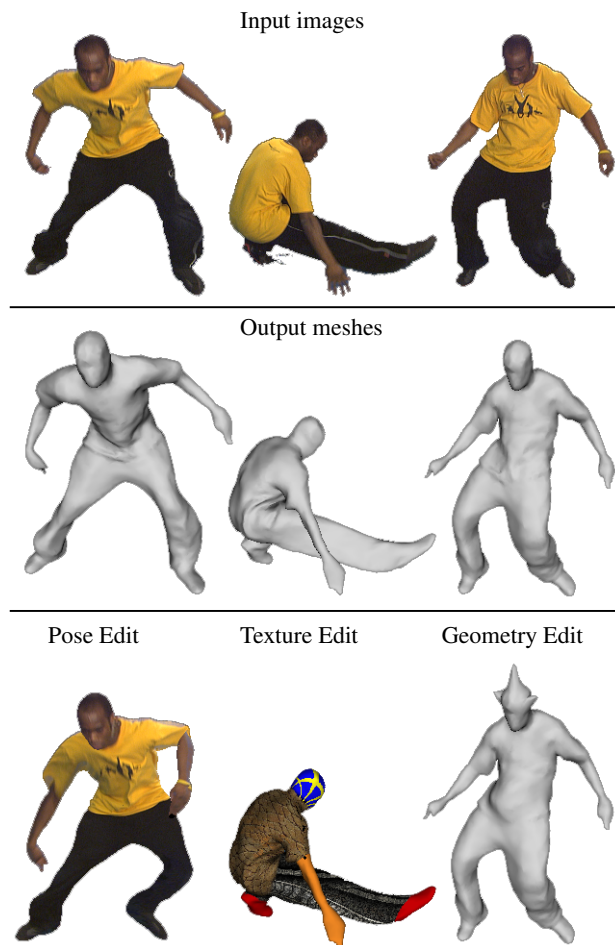 Input images
Output meshes
Pose Edit
Texture Edit
Geometry Edit